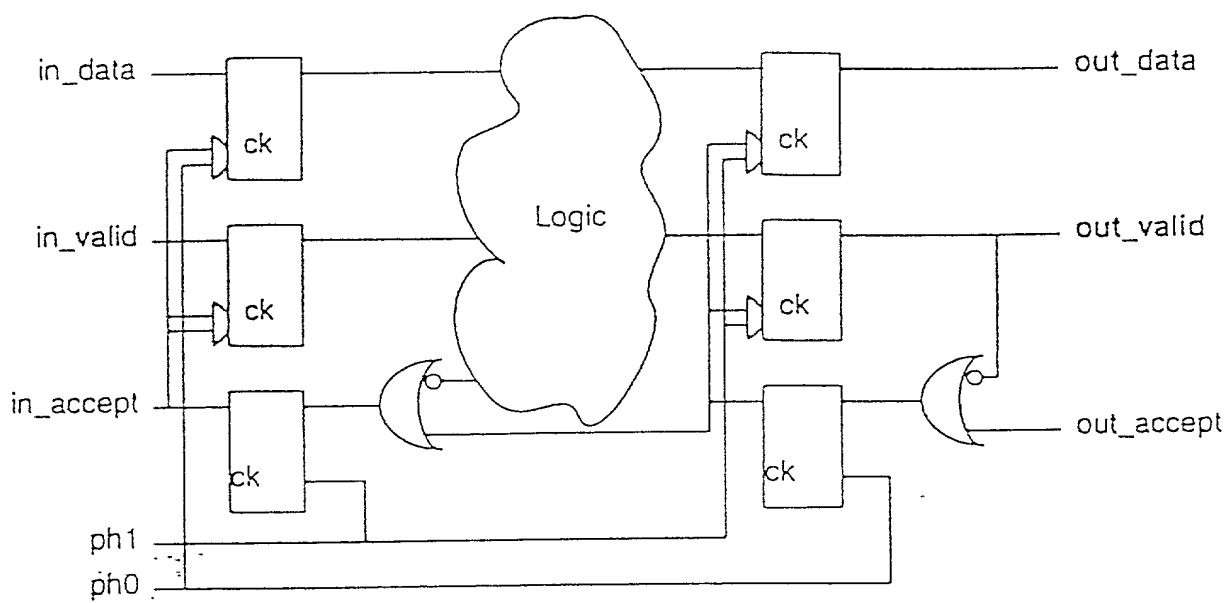 in_data
ck
ck
out_data
in_valid
ck
Logic
ck
out_valid
in_accept
ck
ck
out_accept
ph1
ph0